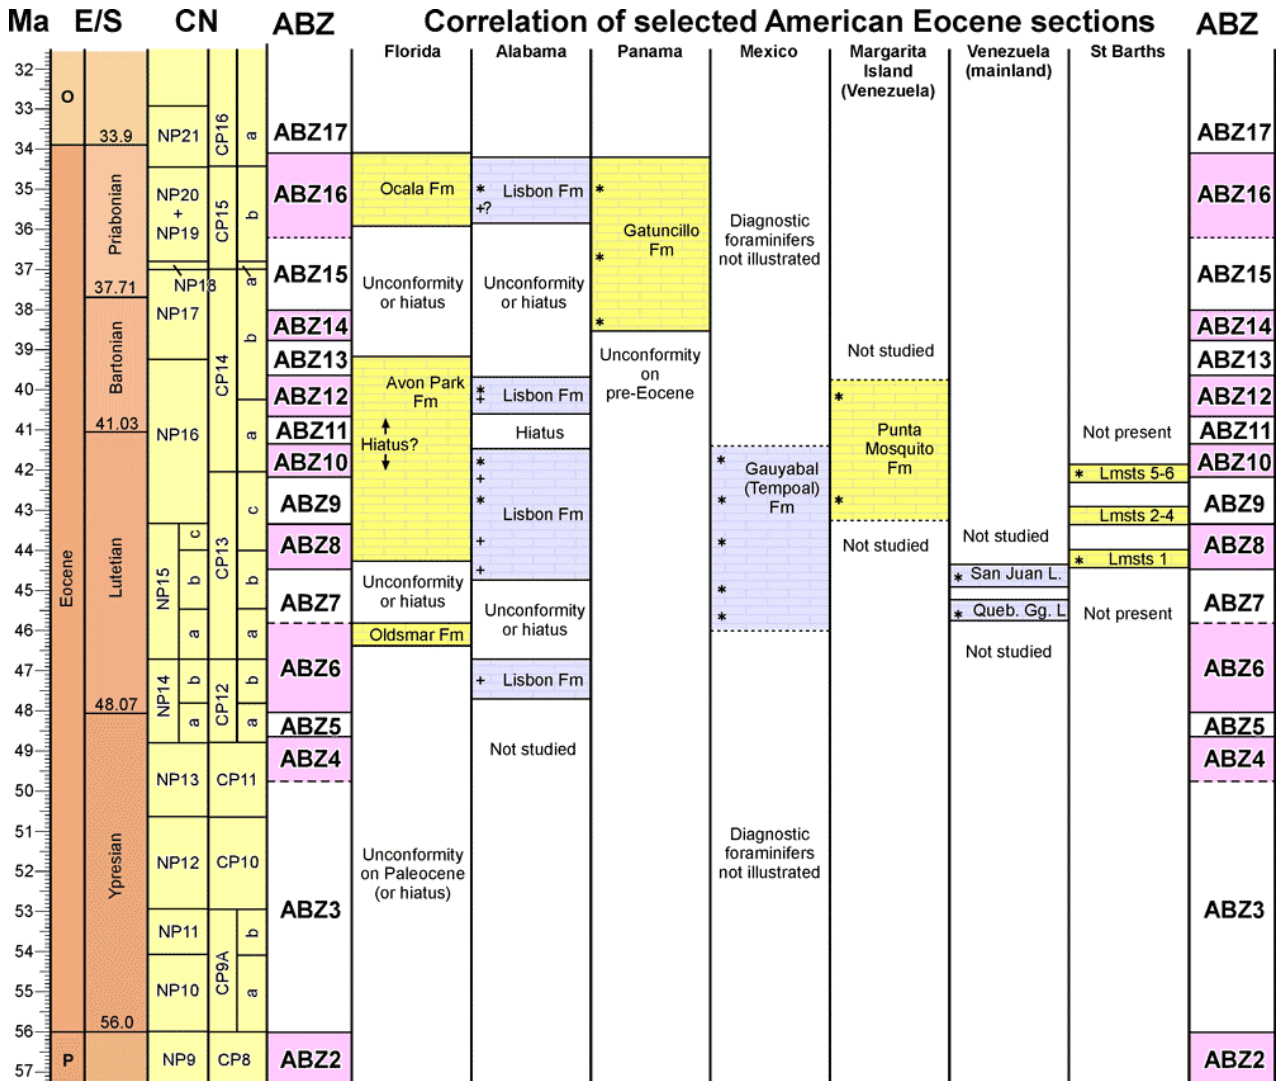 Ma E/S CN ABZ Correlation of selected American Eocene sections ABZ
Florida Alabama Panama Mexico Margarita Island (Venezuela) Venezuela (mainland) St Barths
32
33
34
35
36
37
38
39
40
41
42
43
44
45
46
47
48
49
50
51
52
53
54
55
56
57
O
Eocene
P
33.9
Priabonian
37.71
Bartonian
41.03
Lutetian
48.07
Ypresian
56.0
NP21
NP20
+
NP19
NP18
NP17
NP16
NP15
c
b
a
NP14
b
a
NP13
NP12
NP11
NP10
NP9
CP16
a
CP15
b
a
CP14
b
a
CP13
c
b
a
CP12
b
a
CP11
CP10
CP9A
b
a
CP8
ABZ17
ABZ16
ABZ15
ABZ14
ABZ13
ABZ12
ABZ11
ABZ10
ABZ9
ABZ8
ABZ7
ABZ6
ABZ5
ABZ4
ABZ3
ABZ2
Ocala Fm
Unconformity
or hiatus
Avon Park
Fm
Hiatus?
Unconformity
or hiatus
Oldsmar Fm
Unconformity
on Paleocene
(or hiatus)
* Lisbon Fm
+?
Unconformity
or hiatus
*
+ Lisbon Fm
Hiatus
*
+
*
Lisbon Fm
+
+
Unconformity
or hiatus
+ Lisbon Fm
Not studied
*
Gatuncillo
Fm
*
*
Unconformity
on
pre-Eocene
Diagnostic
foraminifers
not illustrated
*
Gauyabal
(Tempoal)
* Fm
*
*
*
Diagnostic
foraminifers
not illustrated
Not studied
*
Punta
Mosquito
Fm
*
Not studied
Not studied
* San Juan L.
* Queb. Gg. L
Not studied
Not present
* Lmsts 5-6
Lmsts 2-4
* Lmsts 1
Not present
ABZ17
ABZ16
ABZ15
ABZ14
ABZ13
ABZ12
ABZ11
ABZ10
ABZ9
ABZ8
ABZ7
ABZ6
ABZ5
ABZ4
ABZ3
ABZ2